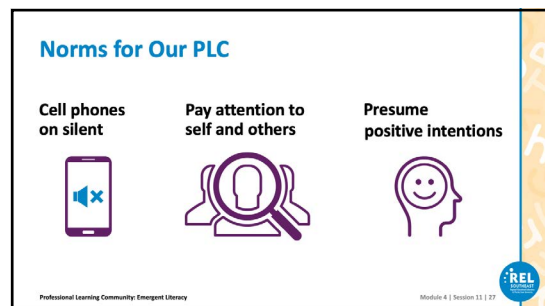 Norms for Our PLC
Cell phones
on silent
Pay attention to
self and others
Presume
positive intentions
Professional Learning Community: Emergent Literacy
Module 4 | Session 11 | 27
REL
SOUTHEAST